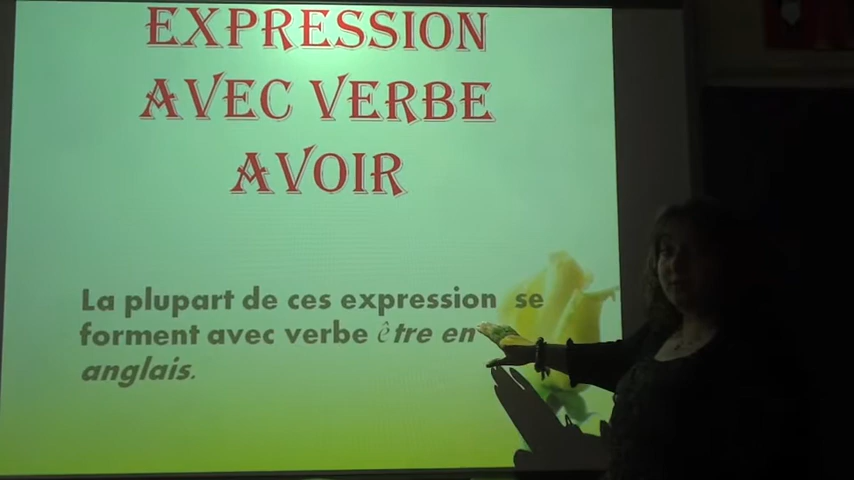 EXPRESSION
AVEC VERBE
AVOIR
La plupart de ces expression se
forment avec verbe être en
anglais.